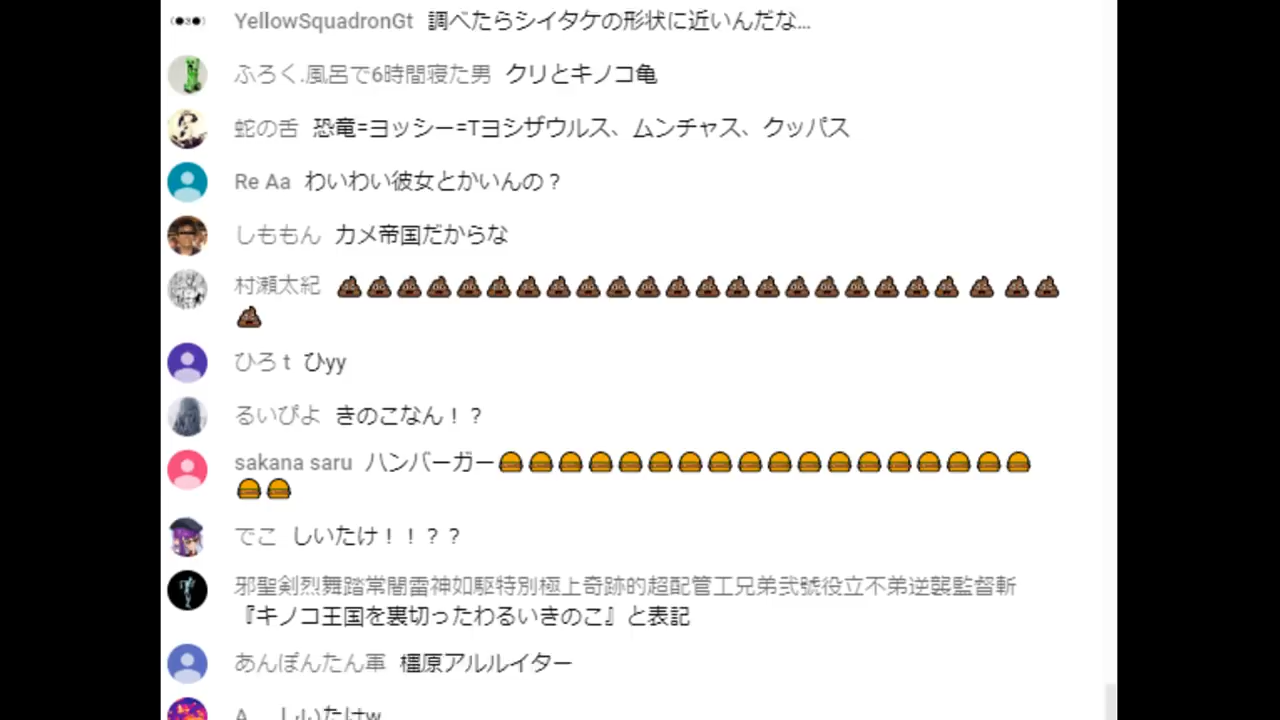 YellowSquadronGt 調べたらシイタケの形状に近いんだな...
ふろく.風呂で6時間寝た男 クリとキノコ亀
蛇の舌 恐竜=ヨッシー=Tヨシザウルス、ムンチャス、クッパス
Re Aa わいわい彼女とかいんの？
しももん カメ帝国だからな
村瀬太紀 💩💩💩💩💩💩💩💩💩💩💩💩💩💩💩💩💩💩💩💩💩 💩 💩💩
💩
ひろ t ひyy
るいぴよ きのこなん！？
sakana saru ハンバーガー🍔🍔🍔🍔🍔🍔🍔🍔🍔🍔🍔🍔🍔🍔🍔🍔🍔🍔
🍔🍔
でこ しいたけ！！？？
邪聖剣烈舞踏常闇雷神如駆特別極上奇跡的超配管工兄弟弐號役立不弟逆襲監督斬
『キノコ王国を裏切ったわるいきのこ』と表記
あんぽんたん軍 橿原アルルイター
A しいたけw